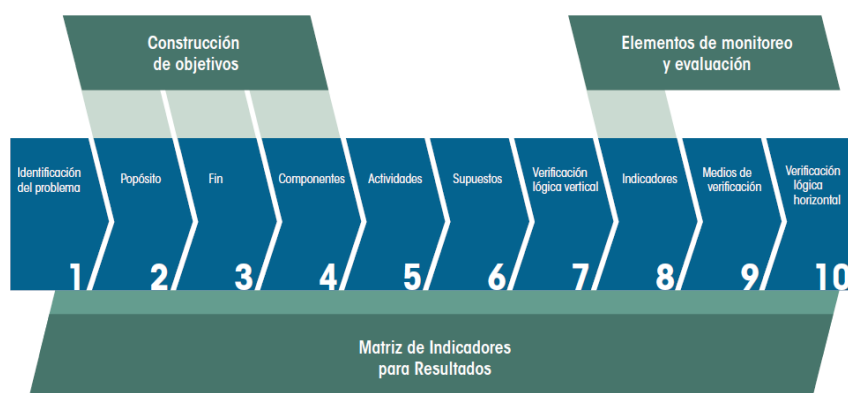 Construcción
de objetivos
Elementos de monitoreo
y evaluación
Identificación
del problema
1
Popósito
2
Fin
3
Componentes
4
Actividades
5
Supuestos
6
Verificación
lógica vertical
7
Indicadores
8
Medios de
verificación
9
Verificación
lógica
horizontal
10
Matriz de Indicadores
para Resultados